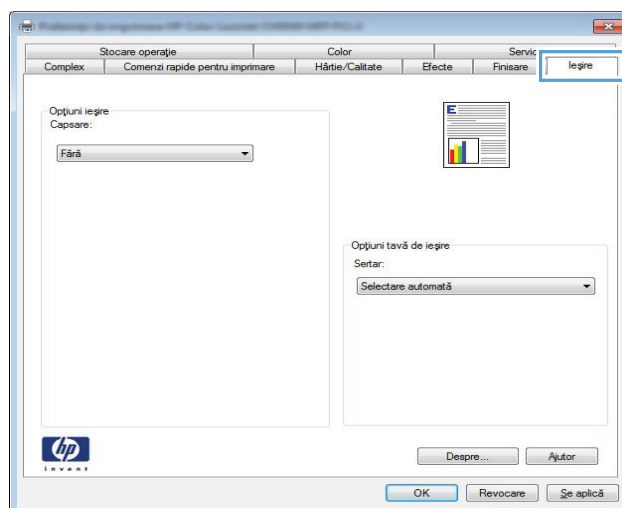 Stocare operaţie Color Servic
Complex Comenzi rapide pentru imprimare Hârtie/Calitate Efecte Finisare Ieşire
Opţiuni ieşire
Capsare:
Fără
E
Opţiuni tavă de ieşire
Sertar:
Selectare automată
hp
invent
Despre... Ajutor
OK Revocare Se aplică